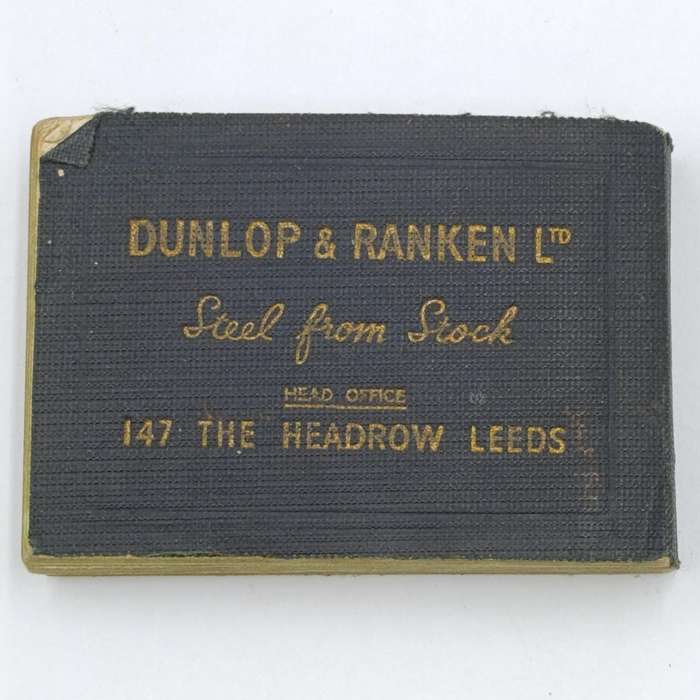 DUNLOP & RANKEN LTD
Steel from Stock
HEAD OFFICE
147 THE HEADROW LEEDS